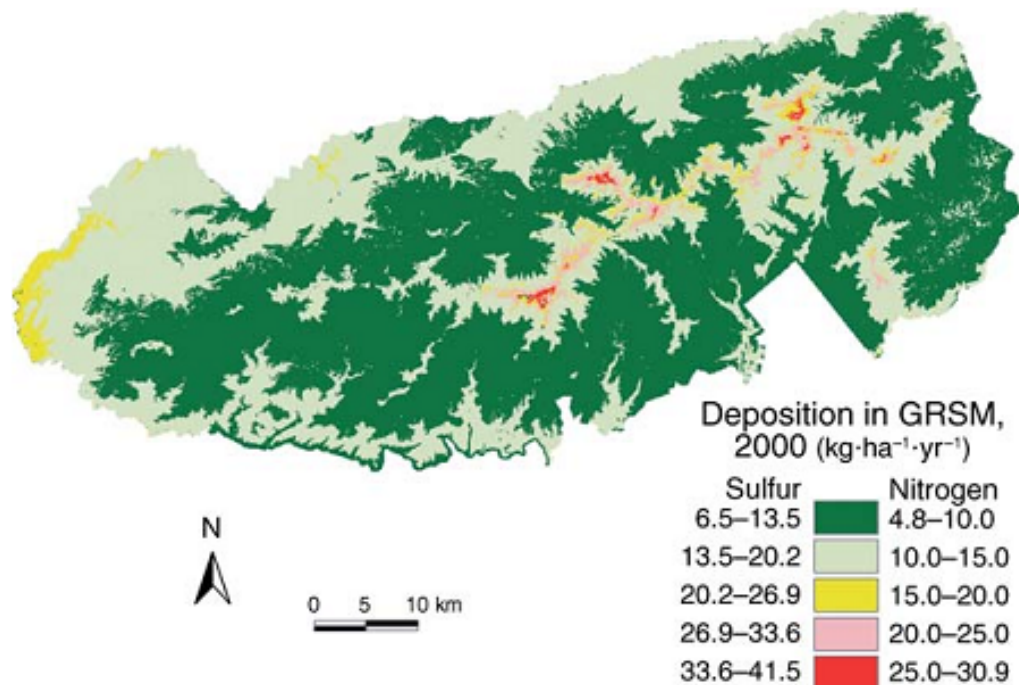 Deposition in GRSM,
2000 (kg·ha⁻¹·yr⁻¹)
Sulfur Nitrogen
6.5–13.5 4.8–10.0
13.5–20.2 10.0–15.0
20.2–26.9 15.0–20.0
26.9–33.6 20.0–25.0
33.6–41.5 25.0–30.9
N
0 5 10 km